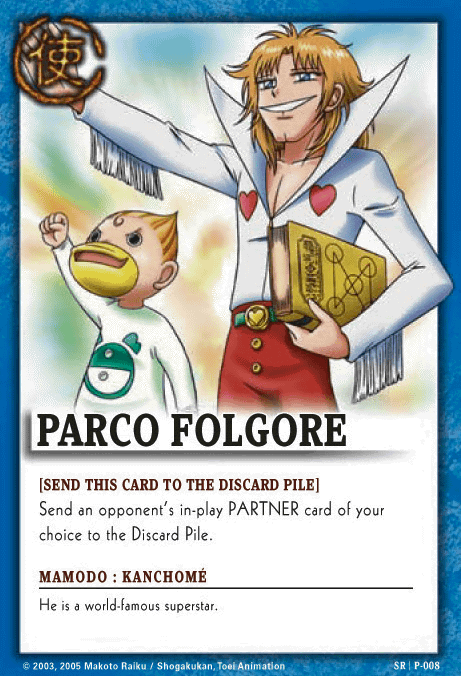 使
PARCO FOLGORE
[SEND THIS CARD TO THE DISCARD PILE]
Send an opponent's in-play PARTNER card of your
choice to the Discard Pile.
MAMODO : KANCHOMÉ
He is a world-famous superstar.
© 2003, 2005 Makoto Raiku / Shogakukan, Toei Animation
SR | P-008